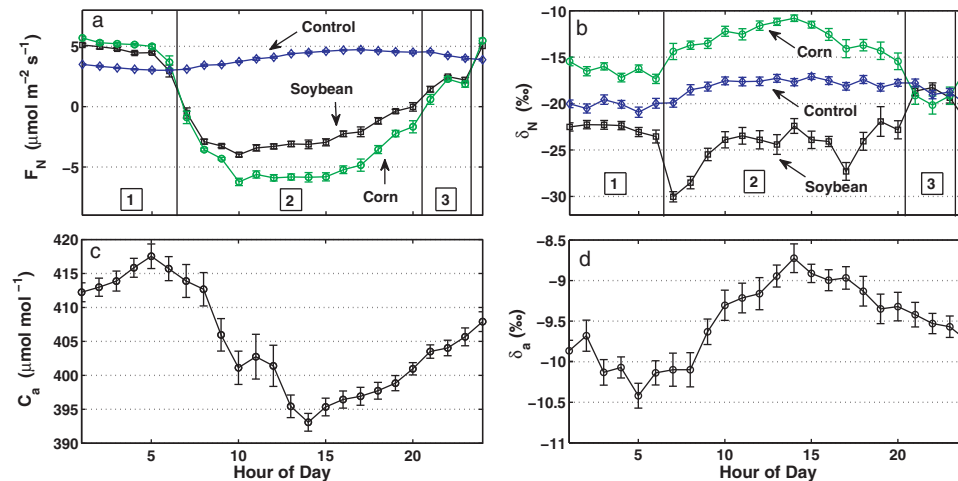 a
Control
Soybean
Corn
1
2
3
5
0
−5
F_N (μmol m⁻² s⁻¹)
b
Corn
Control
Soybean
1
2
3
−10
−15
−20
−25
−30
δ_N (‰)
c
420
415
410
405
400
395
390
C_a (μmol mol⁻¹)
5 10 15 20
Hour of Day
d
−8.5
−9
−9.5
−10
−10.5
−11
δ_a (‰)
5 10 15 20
Hour of Day